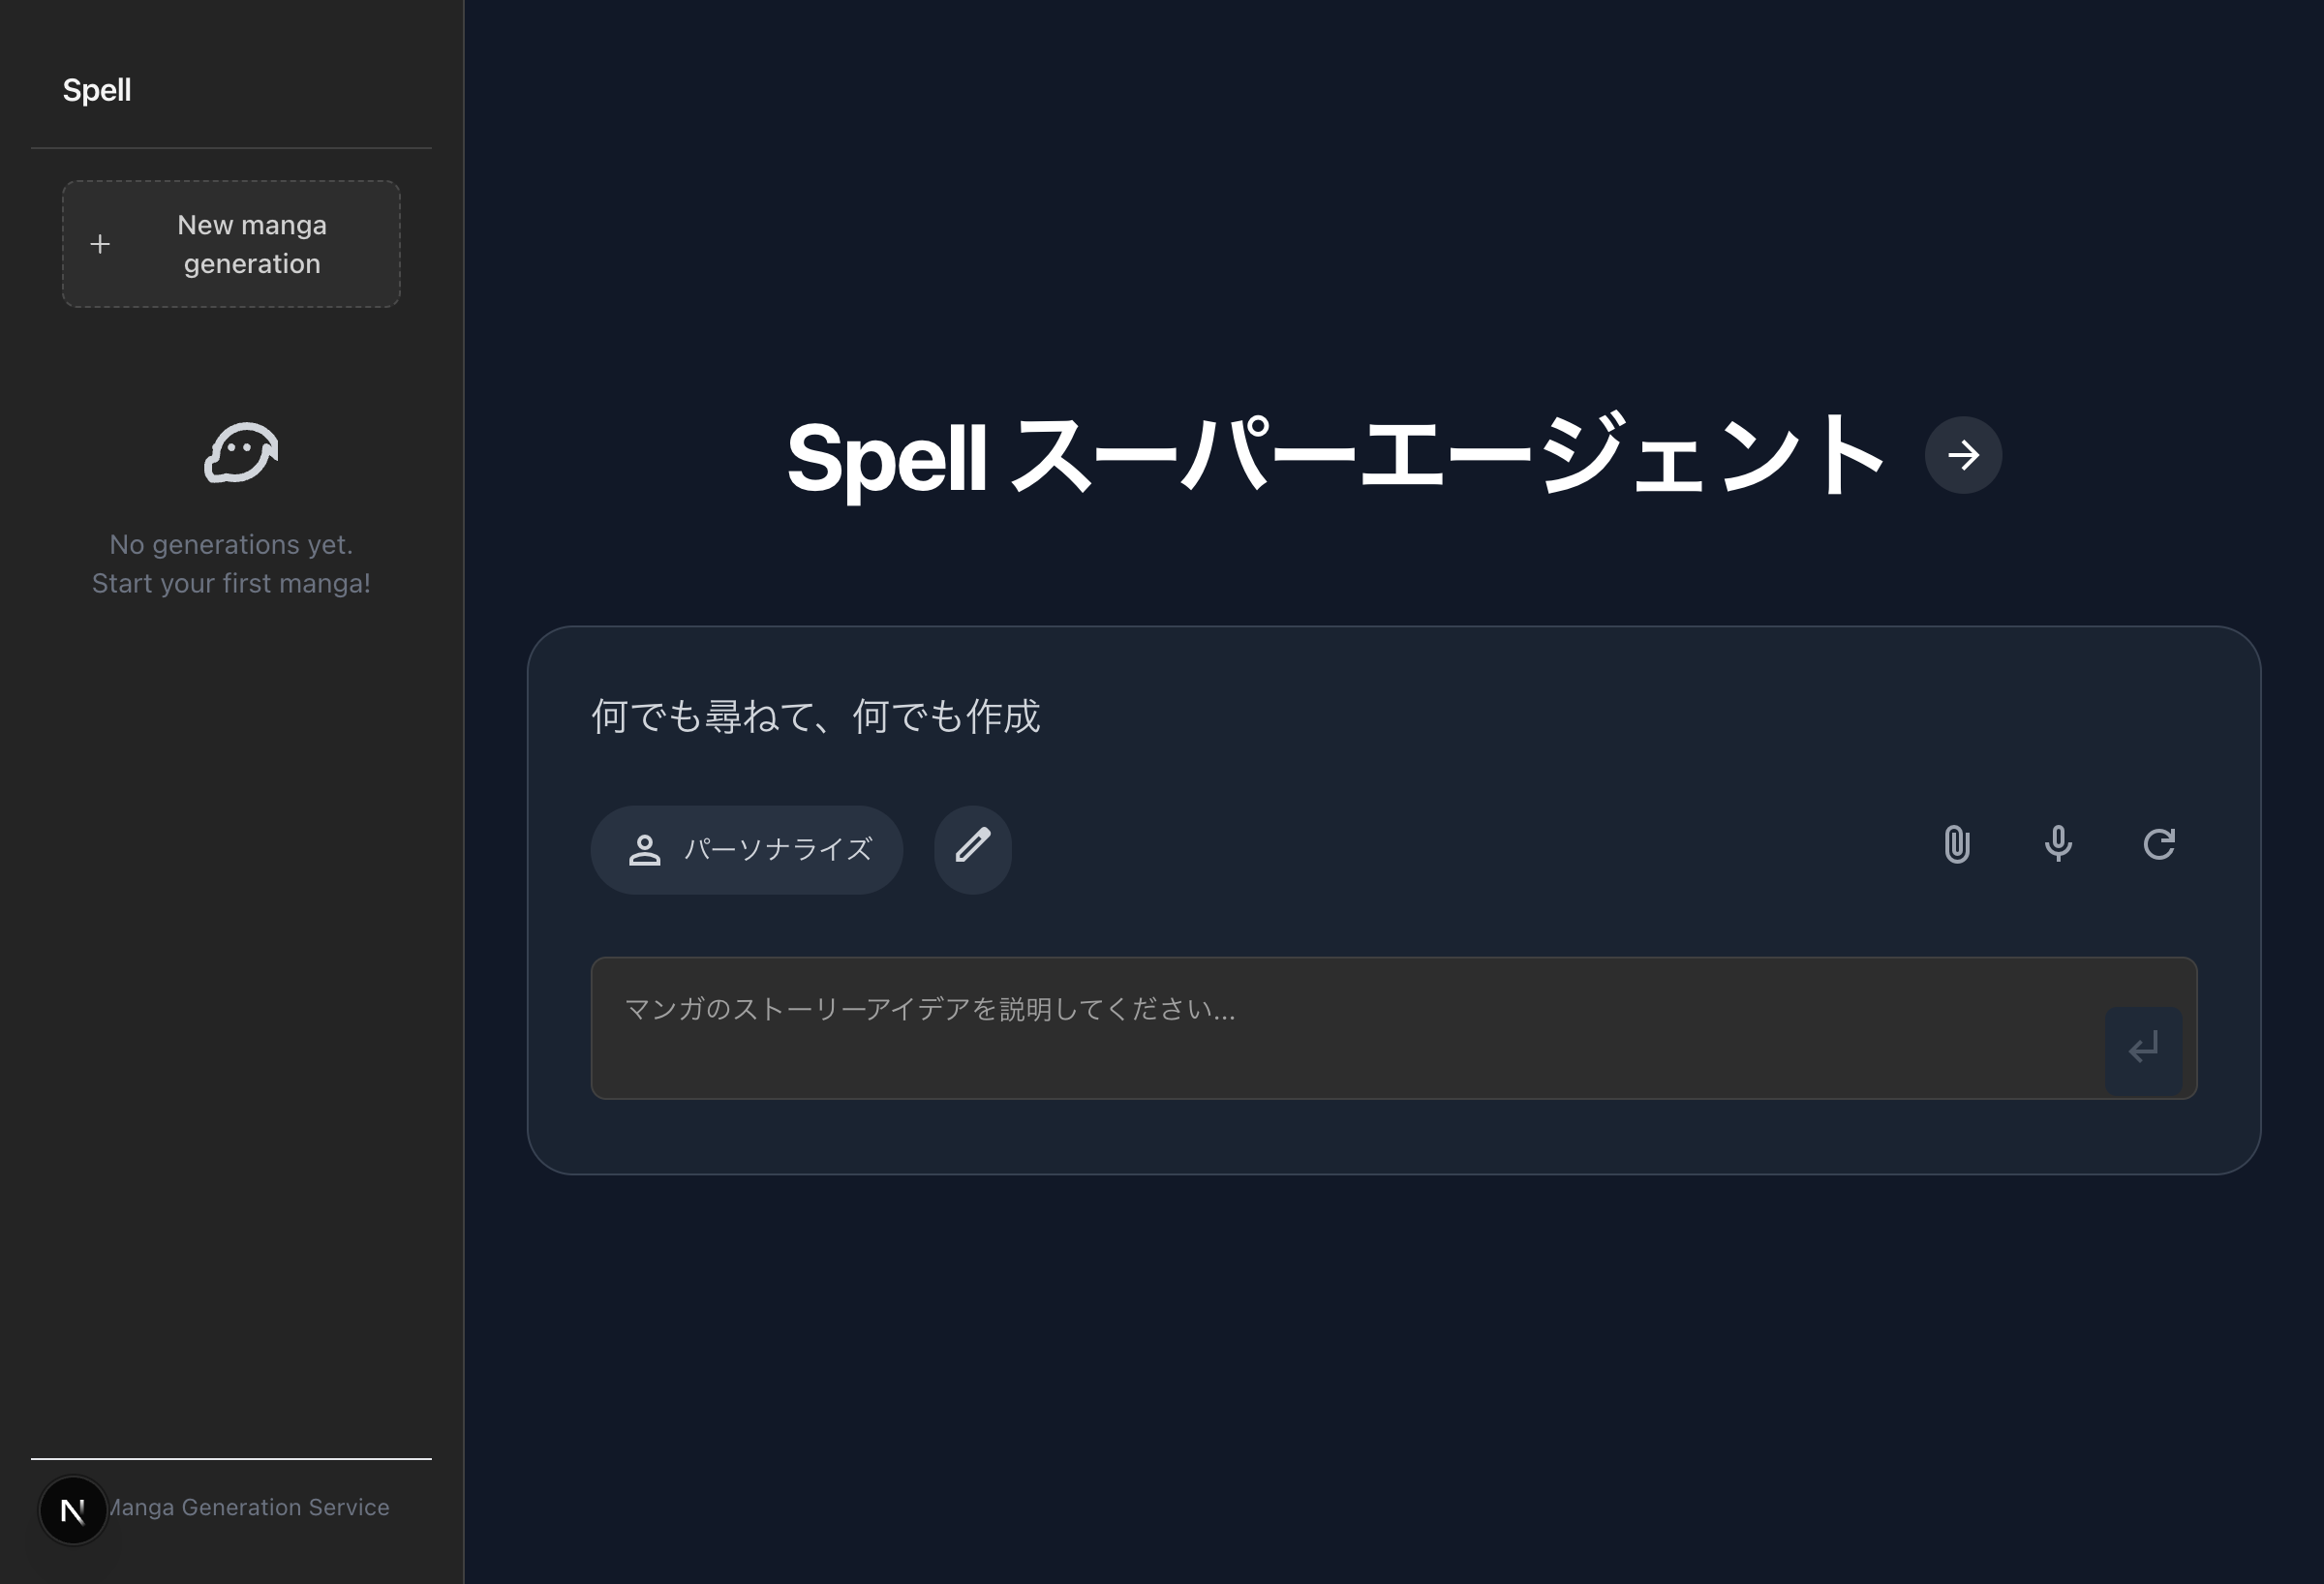 Spell
New manga
generation
No generations yet.
Start your first manga!
Manga Generation Service
Spell スーパーエージェント
何でも尋ねて、何でも作成
パーソナライズ
マンガのストーリーアイデアを説明してください...